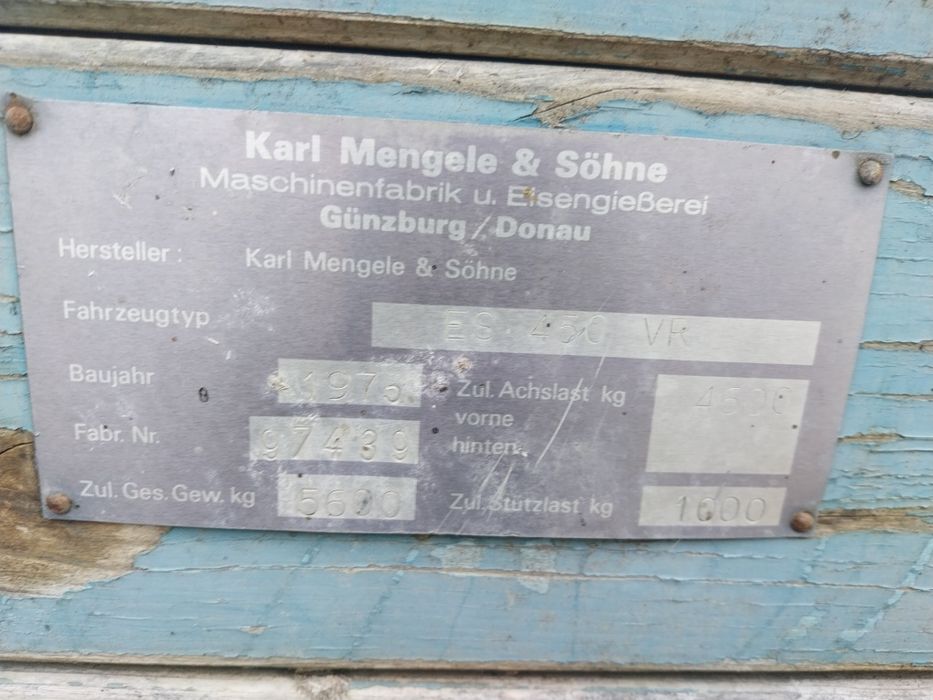 Karl Mengele & Söhne
Maschinenfabrik u. Eisengießerei
Günzburg / Donau
Hersteller: Karl Mengele & Söhne
Fahrzeugtyp ES 450 VR
Baujahr 1975
Zul. Achslast kg 4500
vorne
hinten
Fabr. Nr. 97439
Zul. Ges. Gew. kg 5600
Zul. Stützlast kg 1000